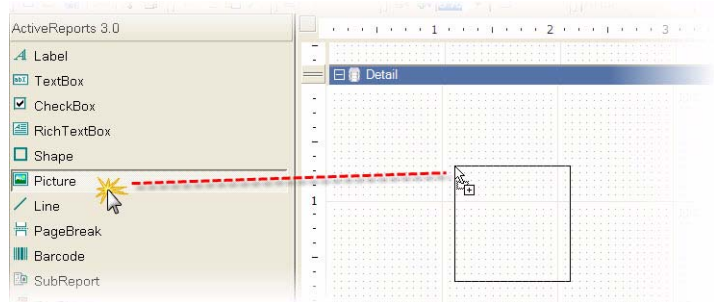 ActiveReports 3.0
Label
TextBox
CheckBox
RichTextBox
Shape
Picture
Line
PageBreak
Barcode
SubReport
1 2 3
Detail
1